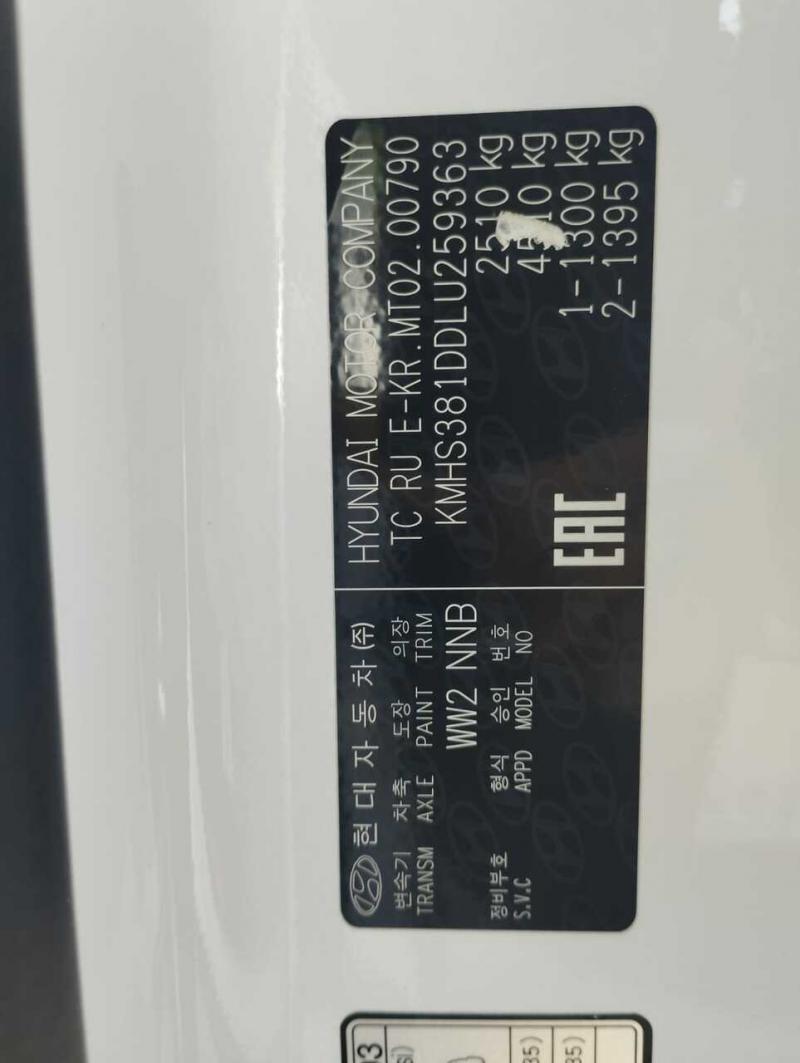 현대자동차(주)
변속기 차축 도장 의장
TRANSM AXLE PAINT TRIM
WW2 NNB
정비부호 형식 승인 번호
S.V.C APPD MODEL NO
HYUNDAI MOTOR COMPANY
TC RU E-KR.MT02.00790
KMHS381DDLU259363
2510 kg
kg
1-1300 kg
2-1395 kg
EAC